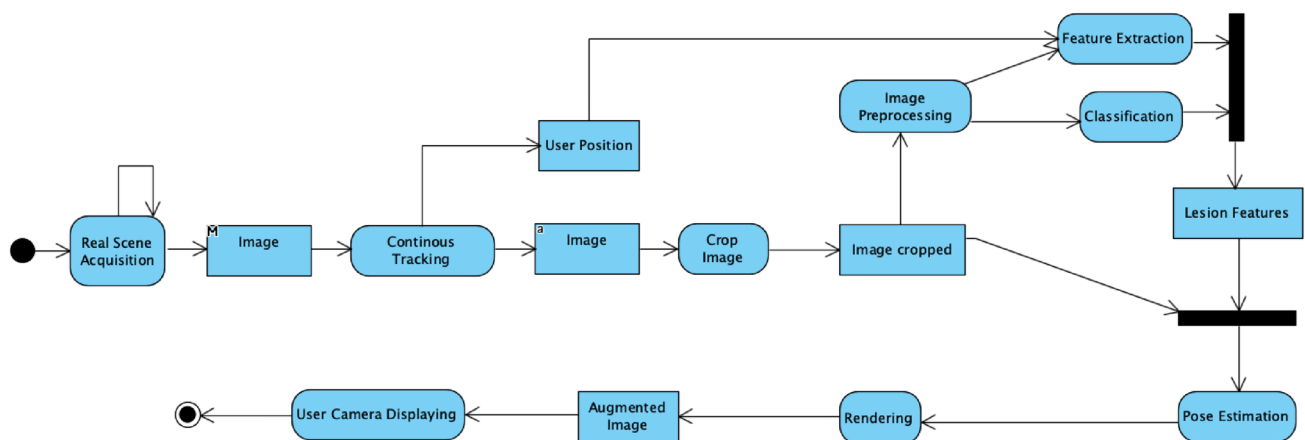 Feature Extraction
Image
Preprocessing
Classification
User Position
Lesion Features
Real Scene
Acquisition
M
Image
Continous
Tracking
a
Image
Crop
Image
Image cropped
User Camera Displaying
Augmented
Image
Rendering
Pose Estimation